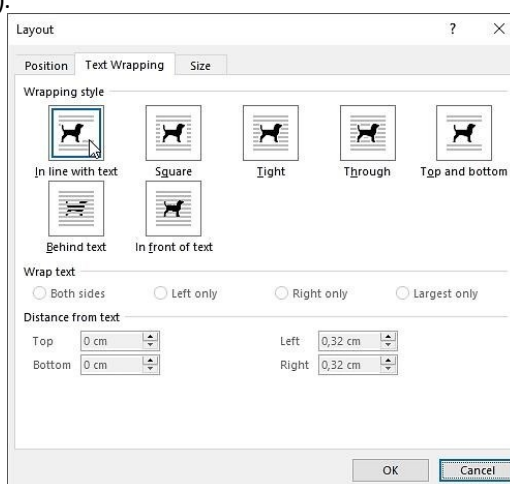 ).
Layout ? ×
Position Text Wrapping Size
Wrapping style
In line with text Square Tight Through Top and bottom
Behind text In front of text
Wrap text
Both sides Left only Right only Largest only
Distance from text
Top 0 cm Left 0,32 cm
Bottom 0 cm Right 0,32 cm
OK Cancel